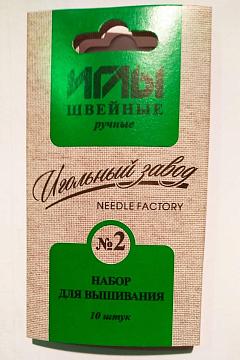 ИГЛЫ
ШВЕЙНЫЕ
ручные
Игольный завод
NEEDLE FACTORY
№2
НАБОР
ДЛЯ ВЫШИВАНИЯ
10 штук